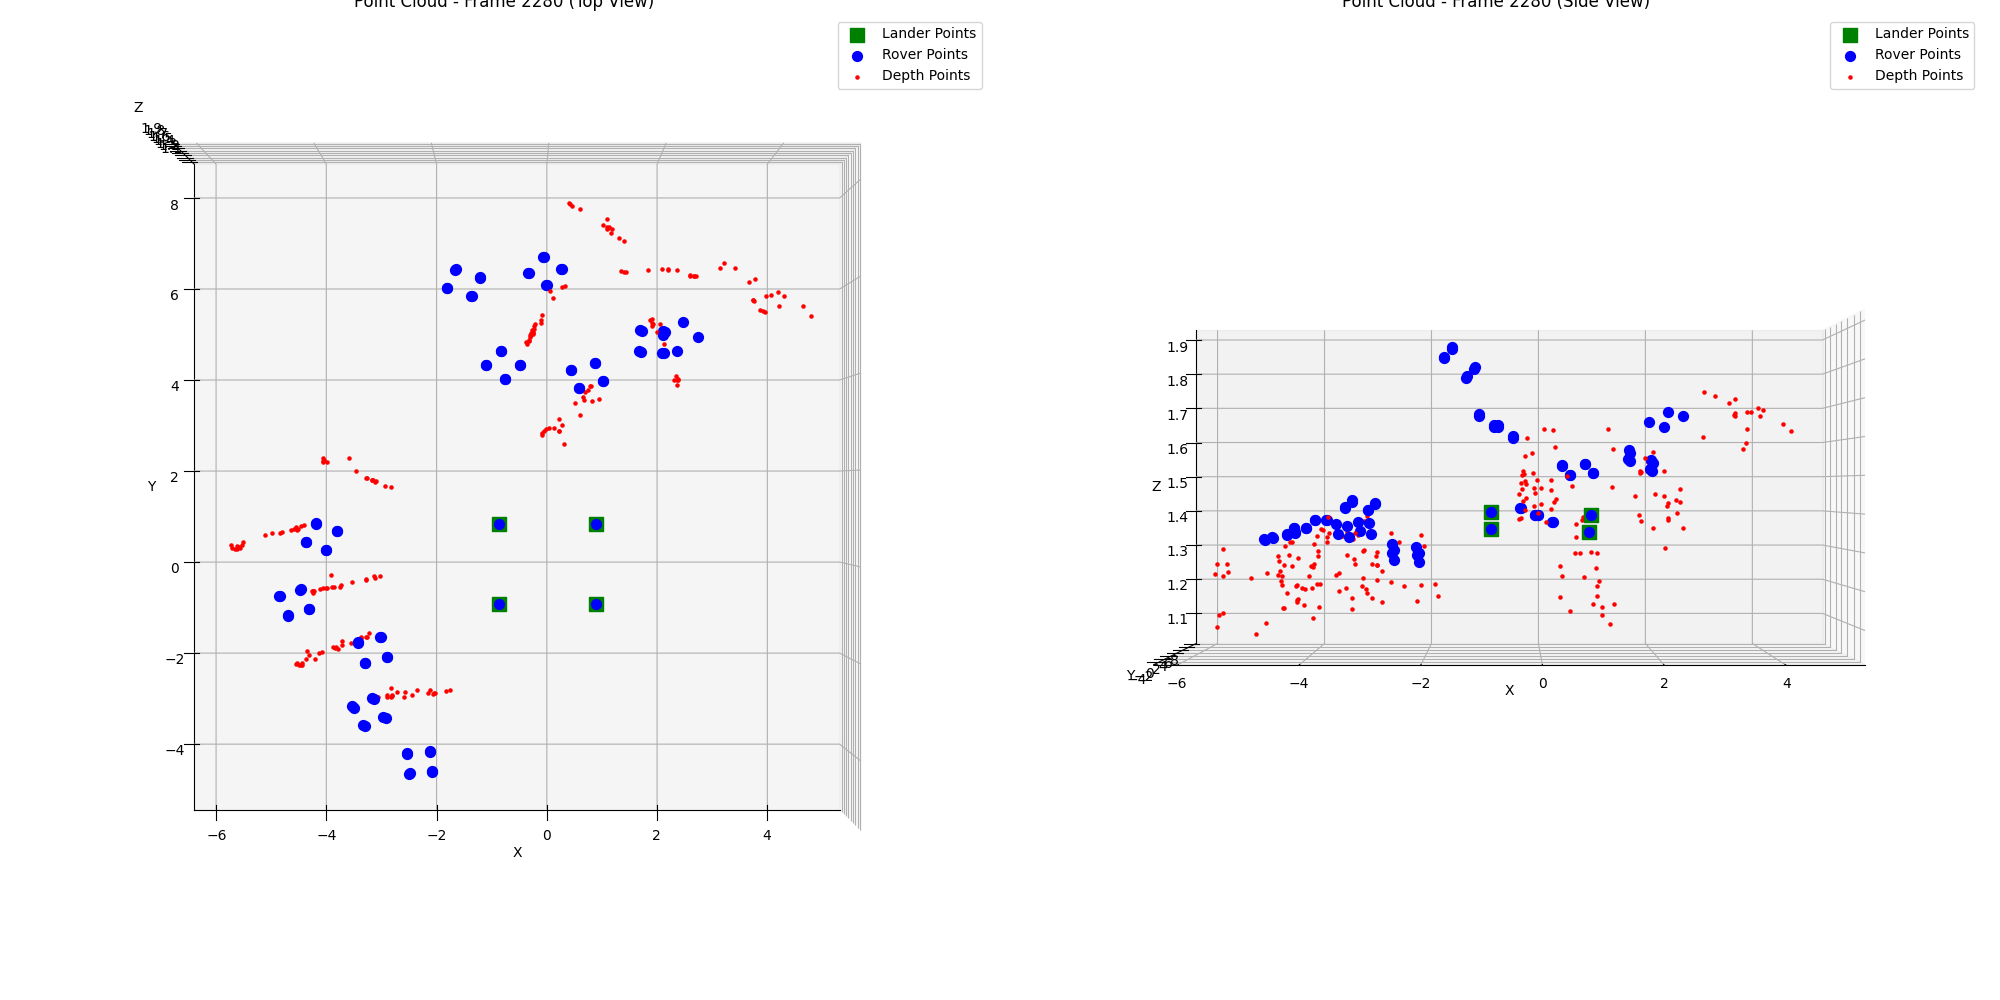 Point Cloud - Frame 2280 (Top View)
Lander Points
Rover Points
Depth Points
Z
8
6
4
2
0
−2
−4
Y
−6
−4
−2
0
2
4
X
Point Cloud - Frame 2280 (Side View)
Lander Points
Rover Points
Depth Points
1.9
1.8
1.7
1.6
1.5
1.4
1.3
1.2
1.1
Z
Y
−6
−4
−2
0
2
4
X